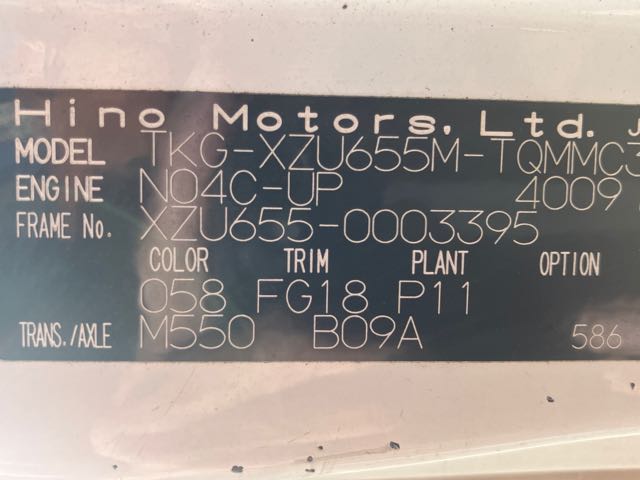 Hino Motors, Ltd. J
MODEL TKG-XZU655M-TQMMC3
ENGINE N04C-UP 4009
FRAME No. XZU655-0003395
COLOR TRIM PLANT OPTION
058 FG18 P11
TRANS./AXLE M550 B09A 586